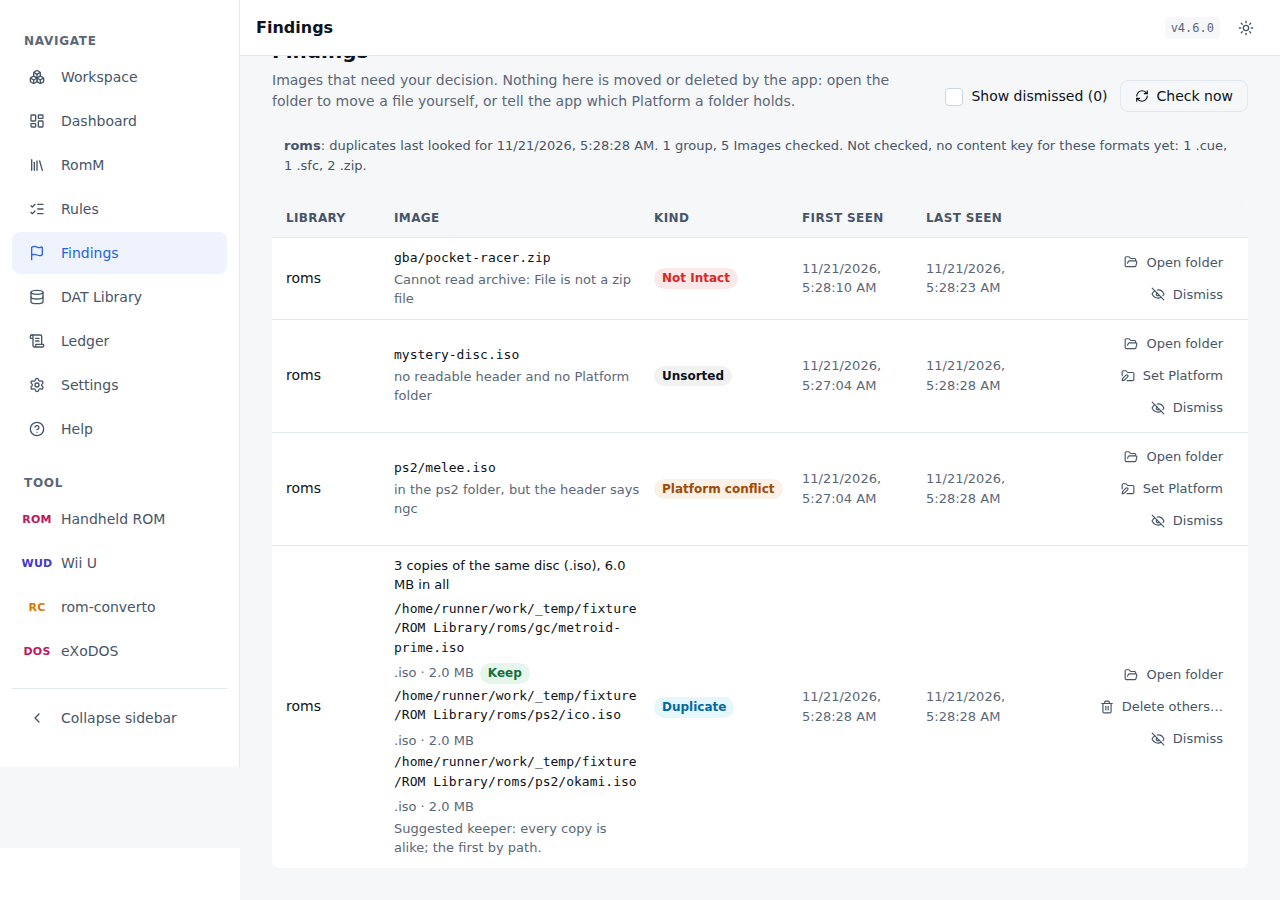 NAVIGATE
Workspace
Dashboard
RomM
Rules
Findings
DAT Library
Ledger
Settings
Help
TOOL
ROM Handheld ROM
WUD Wii U
RC rom-converto
DOS eXoDOS
Collapse sidebar
Findings
v4.6.0
Findings
Images that need your decision. Nothing here is moved or deleted by the app: open the
folder to move a file yourself, or tell the app which Platform a folder holds.
Show dismissed (0)
Check now
roms: duplicates last looked for 11/21/2026, 5:28:28 AM. 1 group, 5 Images checked. Not checked, no content key for these formats yet: 1 .cue,
1 .sfc, 2 .zip.
LIBRARY IMAGE KIND FIRST SEEN LAST SEEN
roms
gba/pocket-racer.zip
Cannot read archive: File is not a zip
file
Not Intact
11/21/2026,
5:28:10 AM
11/21/2026,
5:28:23 AM
Open folder
Dismiss
roms
mystery-disc.iso
no readable header and no Platform
folder
Unsorted
11/21/2026,
5:27:04 AM
11/21/2026,
5:28:28 AM
Open folder
Set Platform
Dismiss
roms
ps2/melee.iso
in the ps2 folder, but the header says
ngc
Platform conflict
11/21/2026,
5:27:04 AM
11/21/2026,
5:28:28 AM
Open folder
Set Platform
Dismiss
roms
3 copies of the same disc (.iso), 6.0
MB in all
/home/runner/work/_temp/fixture
/ROM Library/roms/gc/metroid-
prime.iso
.iso · 2.0 MB Keep
/home/runner/work/_temp/fixture
/ROM Library/roms/ps2/ico.iso
.iso · 2.0 MB
/home/runner/work/_temp/fixture
/ROM Library/roms/ps2/okami.iso
.iso · 2.0 MB
Suggested keeper: every copy is
alike; the first by path.
Duplicate
11/21/2026,
5:28:28 AM
11/21/2026,
5:28:28 AM
Open folder
Delete others…
Dismiss